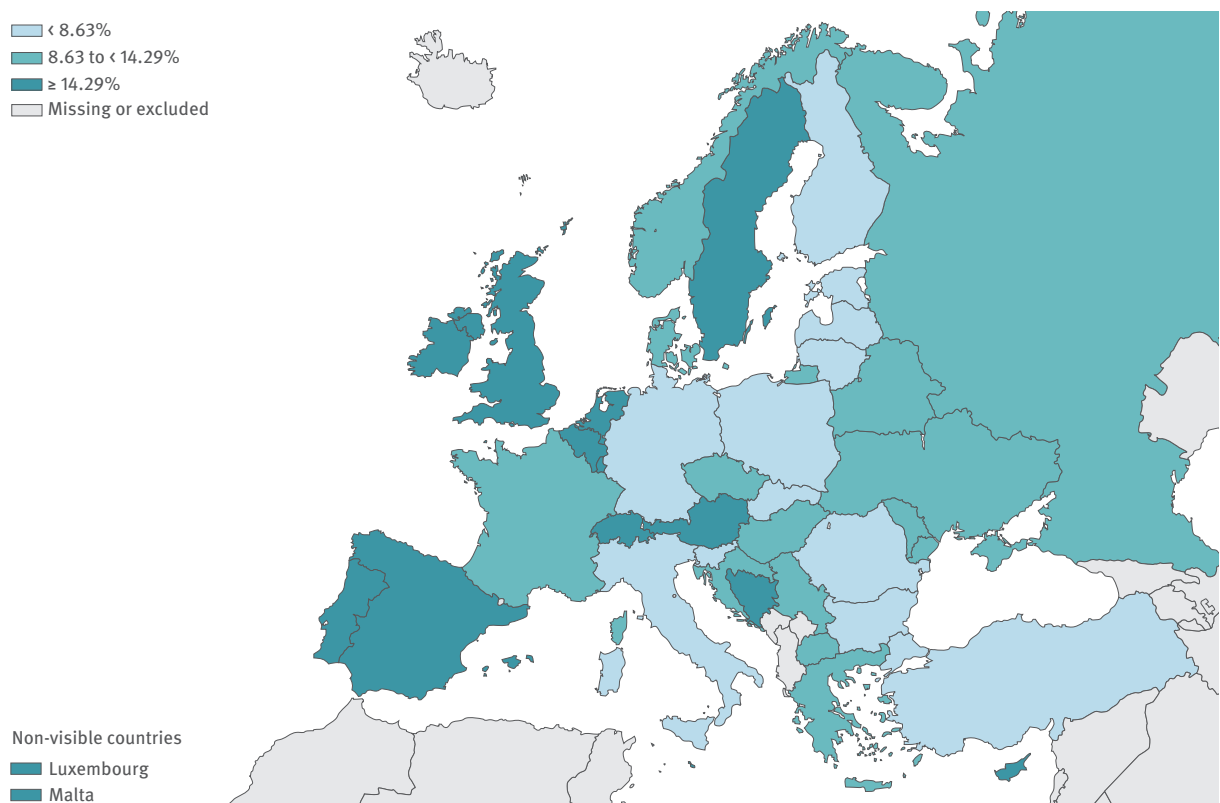 < 8.63%
8.63 to < 14.29%
≥ 14.29%
Missing or excluded
Non-visible countries
Luxembourg
Malta